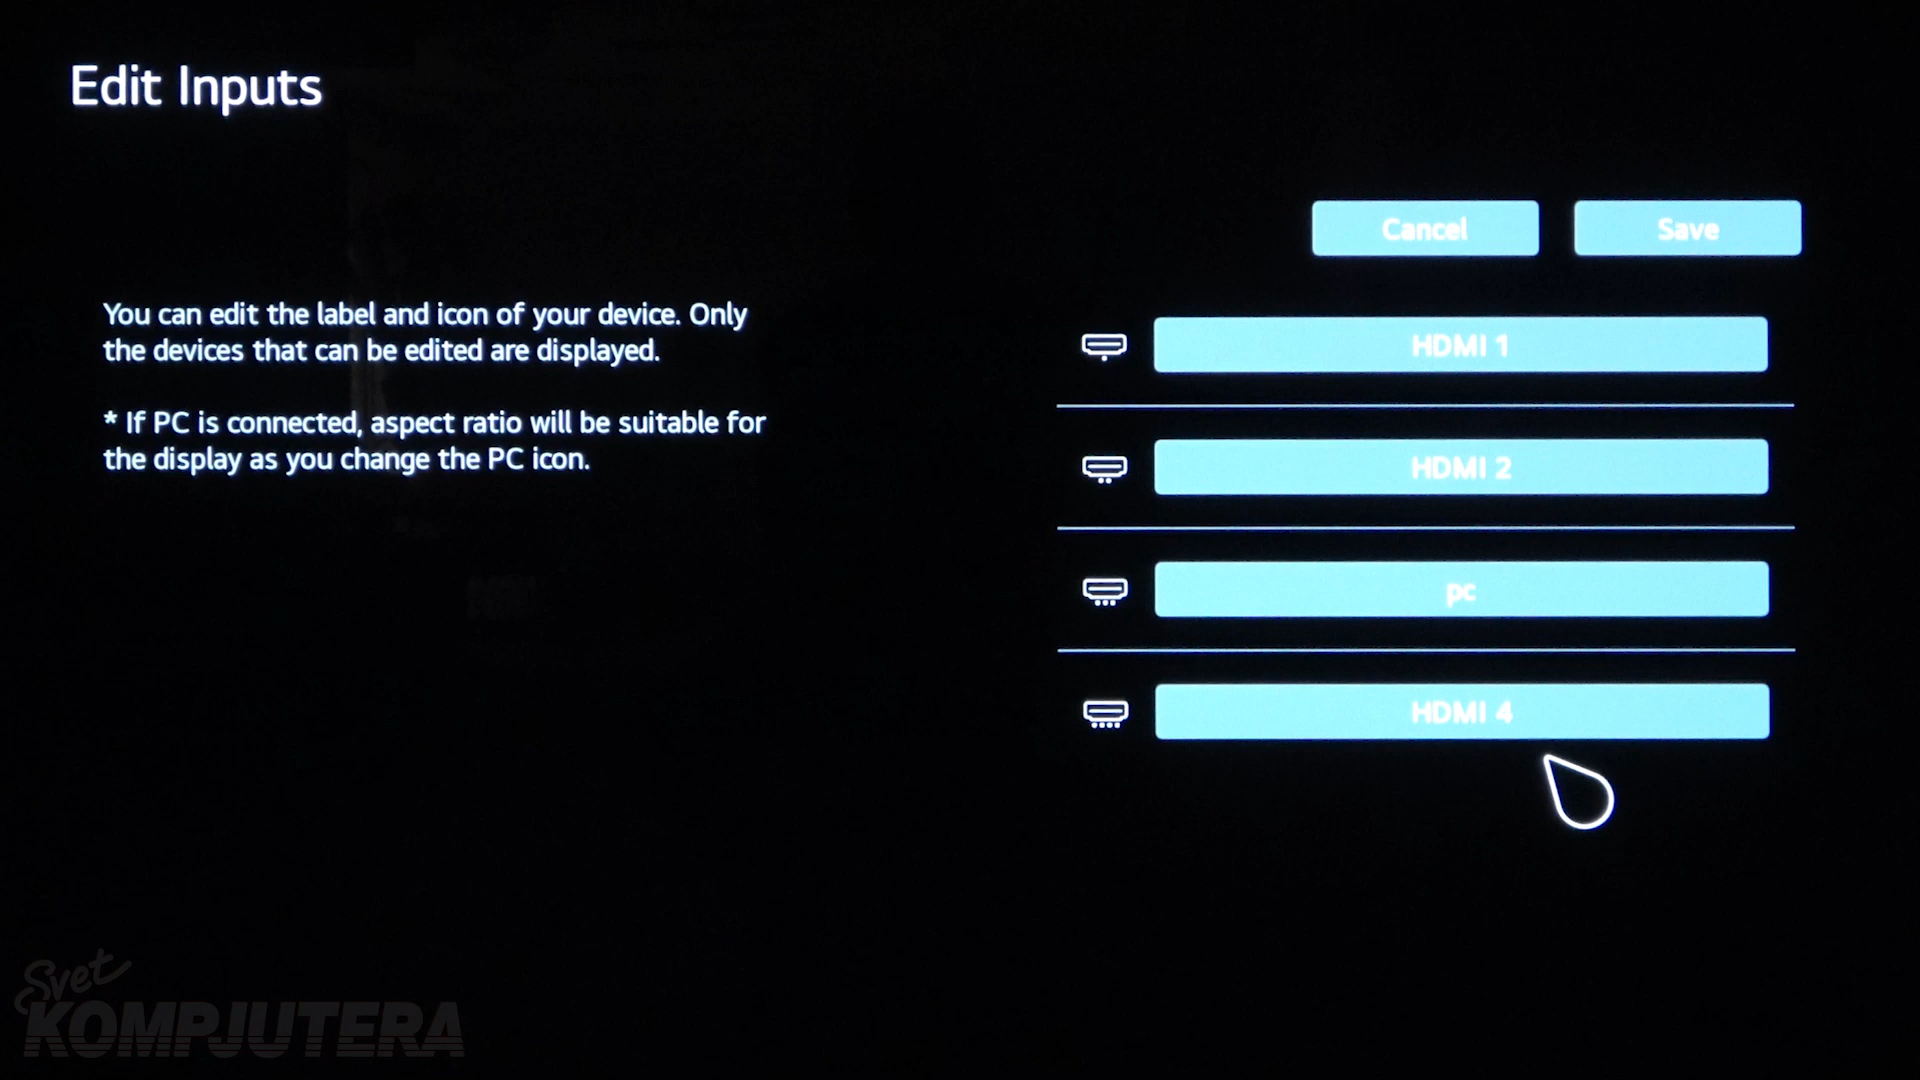 Edit Inputs
Cancel
Save
You can edit the label and icon of your device. Only
the devices that can be edited are displayed.
* If PC is connected, aspect ratio will be suitable for
the display as you change the PC icon.
HDMI 1
HDMI 2
pc
HDMI 4
Svet
KOMPJUTERA